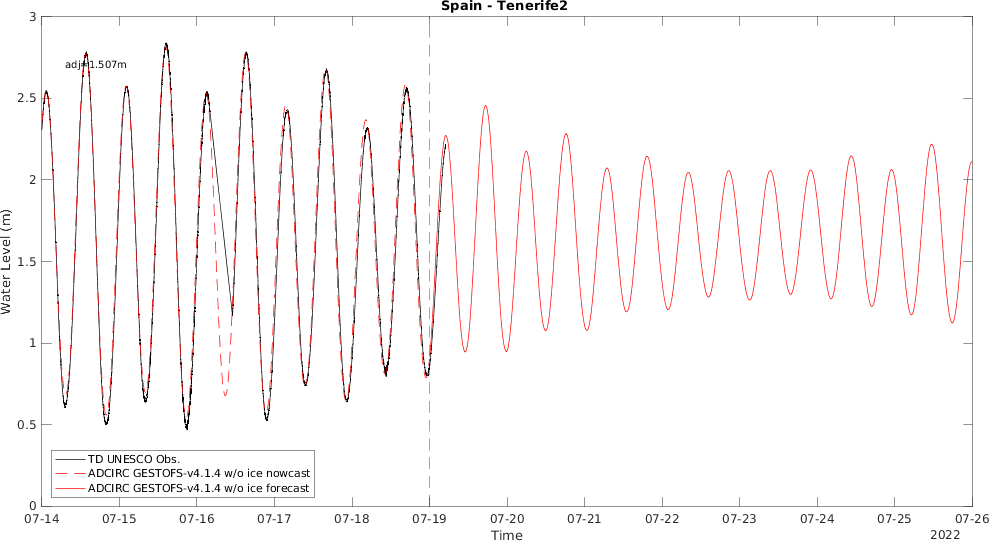 Spain - Tenerife2
3
adj=1.507m
2.5
2
1.5
1
0.5
0
Water Level (m)
TD UNESCO Obs.
ADCIRC GESTOFS-v4.1.4 w/o ice nowcast
ADCIRC GESTOFS-v4.1.4 w/o ice forecast
07-14 07-15 07-16 07-17 07-18 07-19 07-20 07-21 07-22 07-23 07-24 07-25 07-26
Time
2022